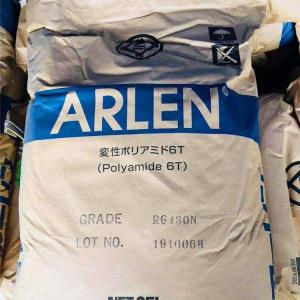 ARLEN®
変性ポリアミド6T
(Polyamide 6T)
GRADE RG430N
LOT NO. 191006M